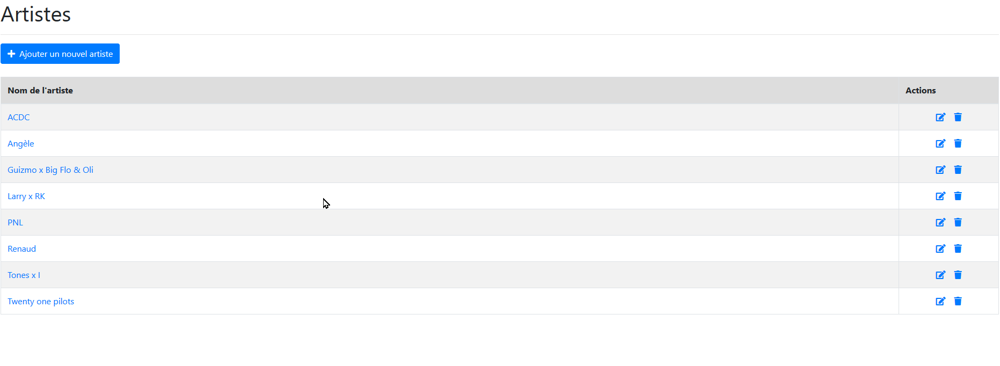 Artistes
Ajouter un nouvel artiste
Nom de l'artiste Actions
ACDC
Angèle
Guizmo x Big Flo & Oli
Larry x RK
PNL
Renaud
Tones x I
Twenty one pilots